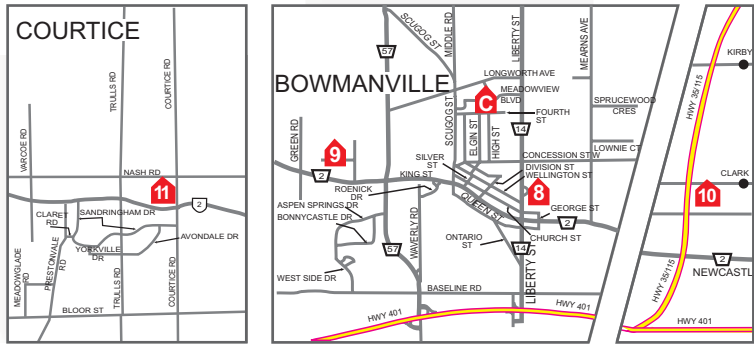 COURTICE
TRULLS RD
COURTICE RD
VARCOE RD
NASH RD
11
2
CLARET
RD
SANDRINGHAM DR
AVONDALE DR
YORKVILLE
DR
PRESTONVALE
RD
MEADOWGLADE
RD
TRULLS RD
COURTICE RD
BLOOR ST
BOWMANVILLE
SCUGOG ST
MIDDLE RD
LIBERTY ST
MEARNS AVE
57
LONGWORTH AVE
MEADOWVIEW
BLVD
C
FOURTH
ST
SPRUCEWOOD
CRES
SCUGOG ST
ELGIN ST
HIGH ST
14
LOWNIE CT
GREEN RD
9
2
CONCESSION ST W
SILVER
ST
DIVISION ST
WELLINGTON ST
KING ST
ROENICK
DR
8
ASPEN SPRINGS DR
BONNYCASTLE DR
QUEEN ST
GEORGE ST
2
WAVERLY RD
57
CHURCH ST
ONTARIO
ST
14
WEST SIDE DR
LIBERTY ST
BASELINE RD
HWY 401
HWY 35/115
KIRBY
CLARK
10
2
NEWCASTL
HWY 35/115
HWY 401